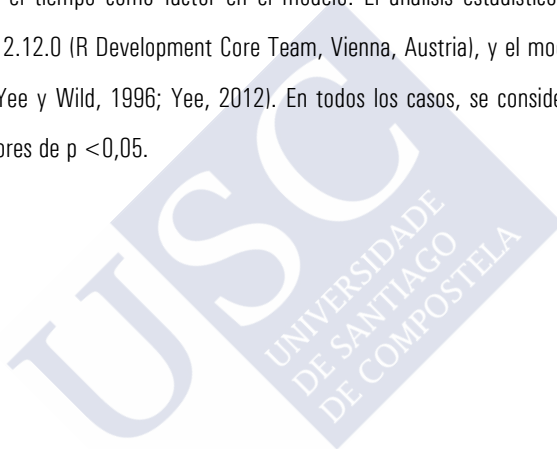 el tiempo como factor en el modelo. El análisis estadístico
2.12.0 (R Development Core Team, Vienna, Austria), y el mo
Yee y Wild, 1996; Yee, 2012). En todos los casos, se conside
ores de p <0,05.
USC
UNIVERSIDADE
DE SANTIAGO
DE COMPOSTELA